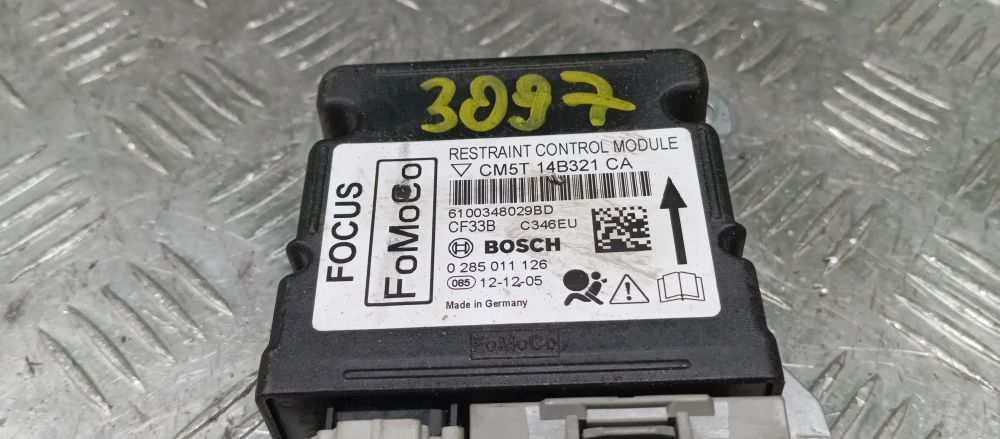 3097
RESTRAINT CONTROL MODULE
CM5T 14B321 CA
6100348029BD
CF33B C346EU
BOSCH
0 285 011 126
085 12-12-05
Made in Germany
FOCUS
FoMoCo
FoMoCo